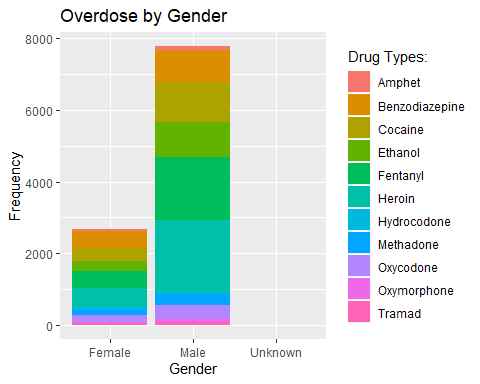 Overdose by Gender
8000
6000
4000
2000
0
Frequency
Female Male Unknown
Gender
Drug Types:
Amphet
Benzodiazepine
Cocaine
Ethanol
Fentanyl
Heroin
Hydrocodone
Methadone
Oxycodone
Oxymorphone
Tramad